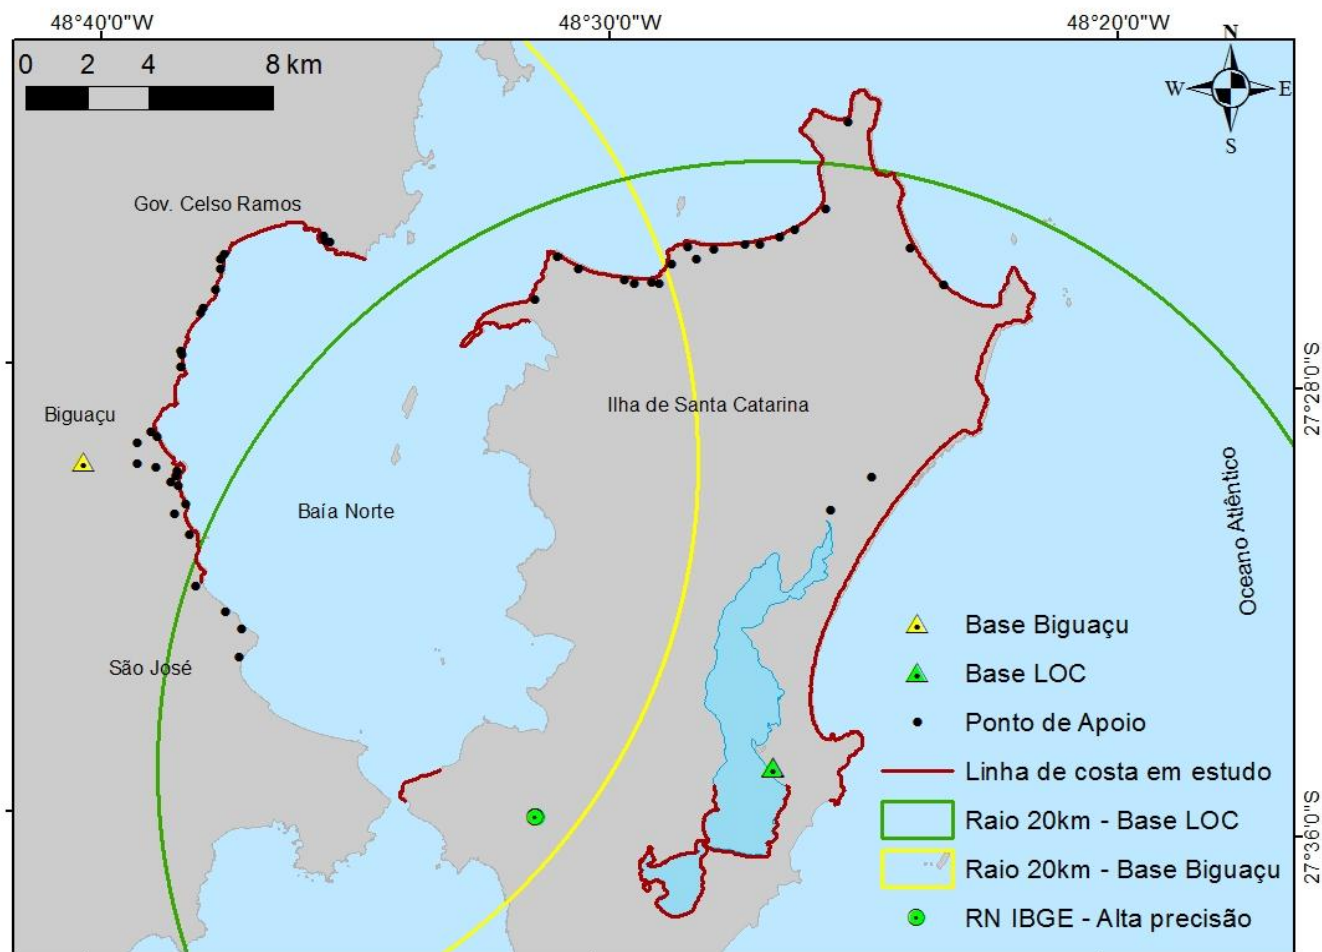 48°40'0"W 48°30'0"W 48°20'0"W
N
0 2 4 8 km
W E
S
Gov. Celso Ramos
27°28'0"S
Biguaçu
Ilha de Santa Catarina
Oceano Atlêntico
Baía Norte
Base Biguaçu
São José
Base LOC
Ponto de Apoio
Linha de costa em estudo
27°36'0"S
Raio 20km - Base LOC
Raio 20km - Base Biguaçu
RN IBGE - Alta precisão